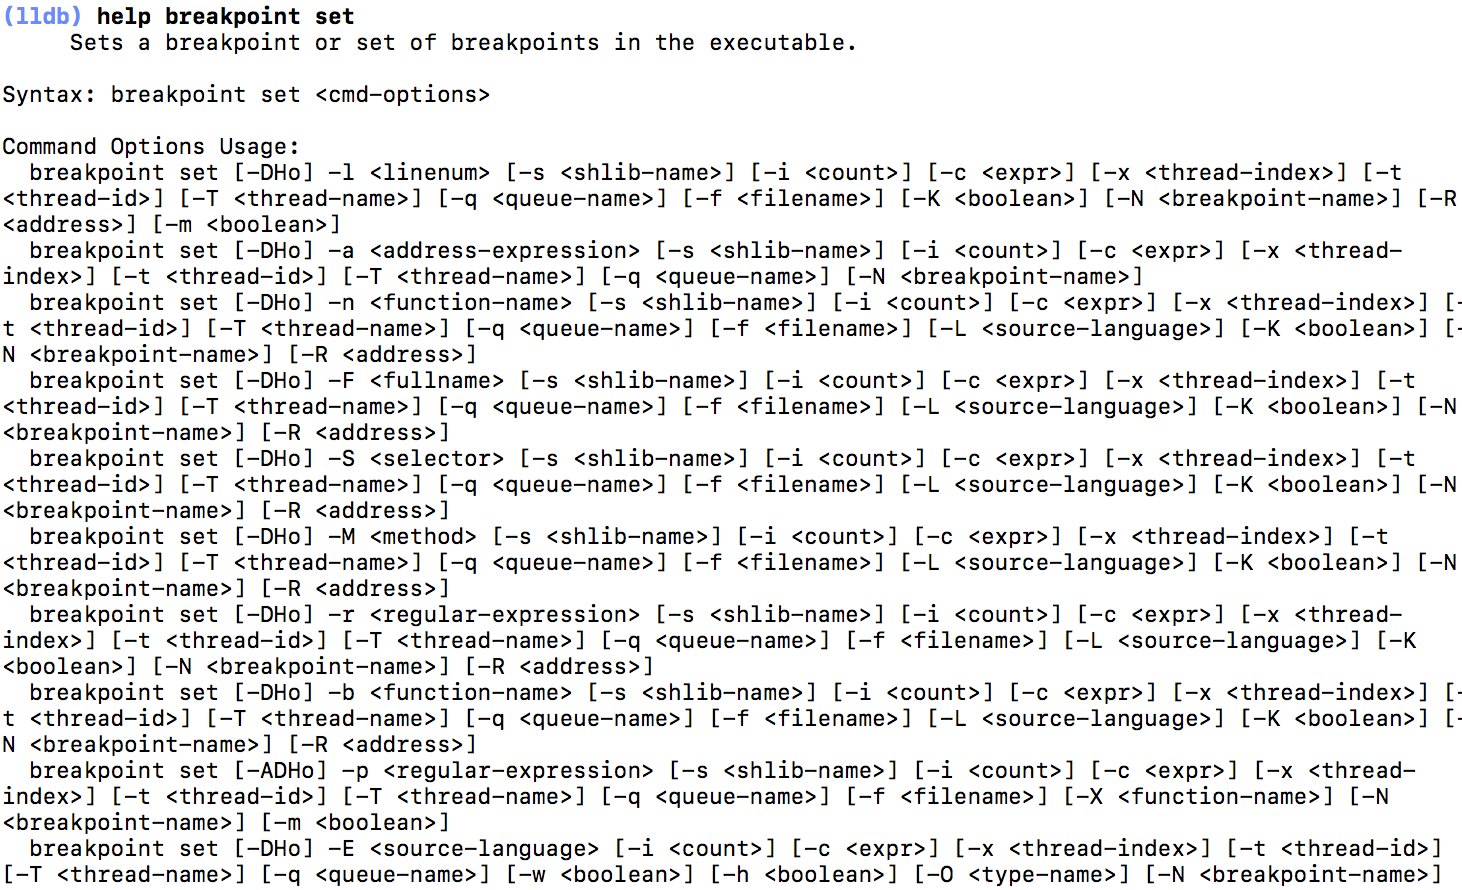 (lldb) help breakpoint set
     Sets a breakpoint or set of breakpoints in the executable.

Syntax: breakpoint set <cmd-options>

Command Options Usage:
  breakpoint set [-DHo] -l <linenum> [-s <shlib-name>] [-i <count>] [-c <expr>] [-x <thread-index>] [-t
<thread-id>] [-T <thread-name>] [-q <queue-name>] [-f <filename>] [-K <boolean>] [-N <breakpoint-name>] [-R
<address>] [-m <boolean>]
  breakpoint set [-DHo] -a <address-expression> [-s <shlib-name>] [-i <count>] [-c <expr>] [-x <thread-
index>] [-t <thread-id>] [-T <thread-name>] [-q <queue-name>] [-N <breakpoint-name>]
  breakpoint set [-DHo] -n <function-name> [-s <shlib-name>] [-i <count>] [-c <expr>] [-x <thread-index>] [-
t <thread-id>] [-T <thread-name>] [-q <queue-name>] [-f <filename>] [-L <source-language>] [-K <boolean>] [-
N <breakpoint-name>] [-R <address>]
  breakpoint set [-DHo] -F <fullname> [-s <shlib-name>] [-i <count>] [-c <expr>] [-x <thread-index>] [-t
<thread-id>] [-T <thread-name>] [-q <queue-name>] [-f <filename>] [-L <source-language>] [-K <boolean>] [-N
<breakpoint-name>] [-R <address>]
  breakpoint set [-DHo] -S <selector> [-s <shlib-name>] [-i <count>] [-c <expr>] [-x <thread-index>] [-t
<thread-id>] [-T <thread-name>] [-q <queue-name>] [-f <filename>] [-L <source-language>] [-K <boolean>] [-N
<breakpoint-name>] [-R <address>]
  breakpoint set [-DHo] -M <method> [-s <shlib-name>] [-i <count>] [-c <expr>] [-x <thread-index>] [-t
<thread-id>] [-T <thread-name>] [-q <queue-name>] [-f <filename>] [-L <source-language>] [-K <boolean>] [-N
<breakpoint-name>] [-R <address>]
  breakpoint set [-DHo] -r <regular-expression> [-s <shlib-name>] [-i <count>] [-c <expr>] [-x <thread-
index>] [-t <thread-id>] [-T <thread-name>] [-q <queue-name>] [-f <filename>] [-L <source-language>] [-K
<boolean>] [-N <breakpoint-name>] [-R <address>]
  breakpoint set [-DHo] -b <function-name> [-s <shlib-name>] [-i <count>] [-c <expr>] [-x <thread-index>] [-
t <thread-id>] [-T <thread-name>] [-q <queue-name>] [-f <filename>] [-L <source-language>] [-K <boolean>] [-
N <breakpoint-name>] [-R <address>]
  breakpoint set [-ADHo] -p <regular-expression> [-s <shlib-name>] [-i <count>] [-c <expr>] [-x <thread-
index>] [-t <thread-id>] [-T <thread-name>] [-q <queue-name>] [-f <filename>] [-X <function-name>] [-N
<breakpoint-name>] [-m <boolean>]
  breakpoint set [-DHo] -E <source-language> [-i <count>] [-c <expr>] [-x <thread-index>] [-t <thread-id>]
[-T <thread-name>] [-q <queue-name>] [-w <boolean>] [-h <boolean>] [-O <type-name>] [-N <breakpoint-name>]